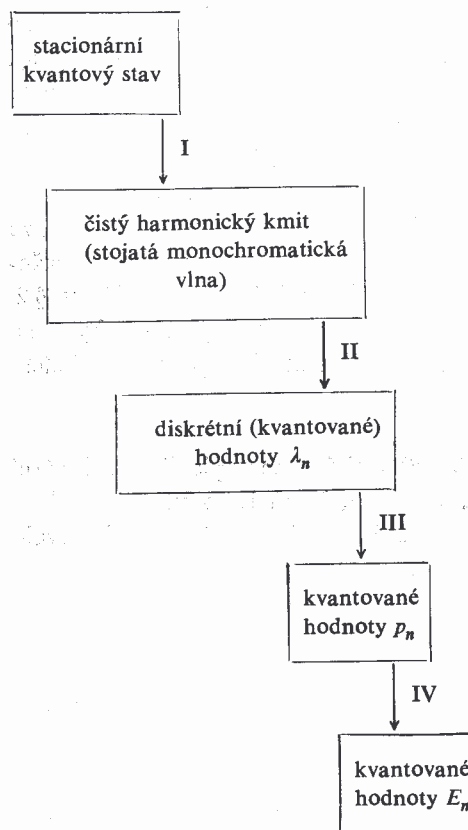 stacionární
kvantový stav
I
čistý harmonický kmit
(stojatá monochromatická
vlna)
II
diskrétní (kvantované)
hodnoty λₙ
III
kvantované
hodnoty pₙ
IV
kvantované
hodnoty Eₙ